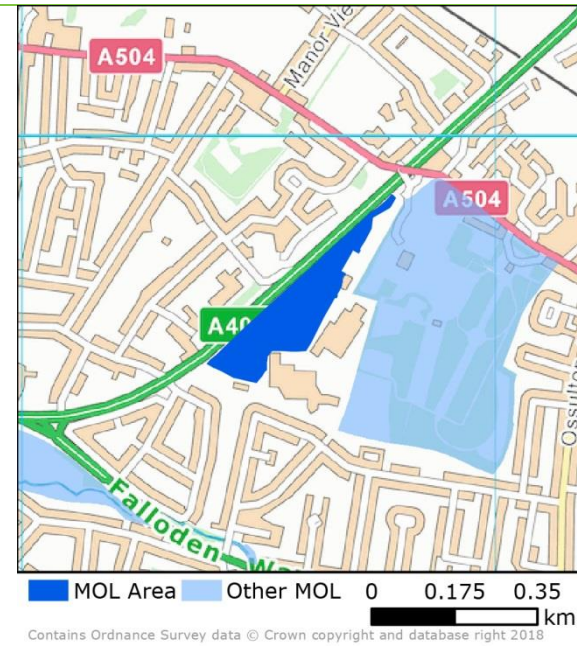 A504
Manor Vie
A504
A40
Ossulto
Falloden Wa
MOL Area Other MOL 0 0.175 0.35
km
Contains Ordnance Survey data © Crown copyright and database right 2018